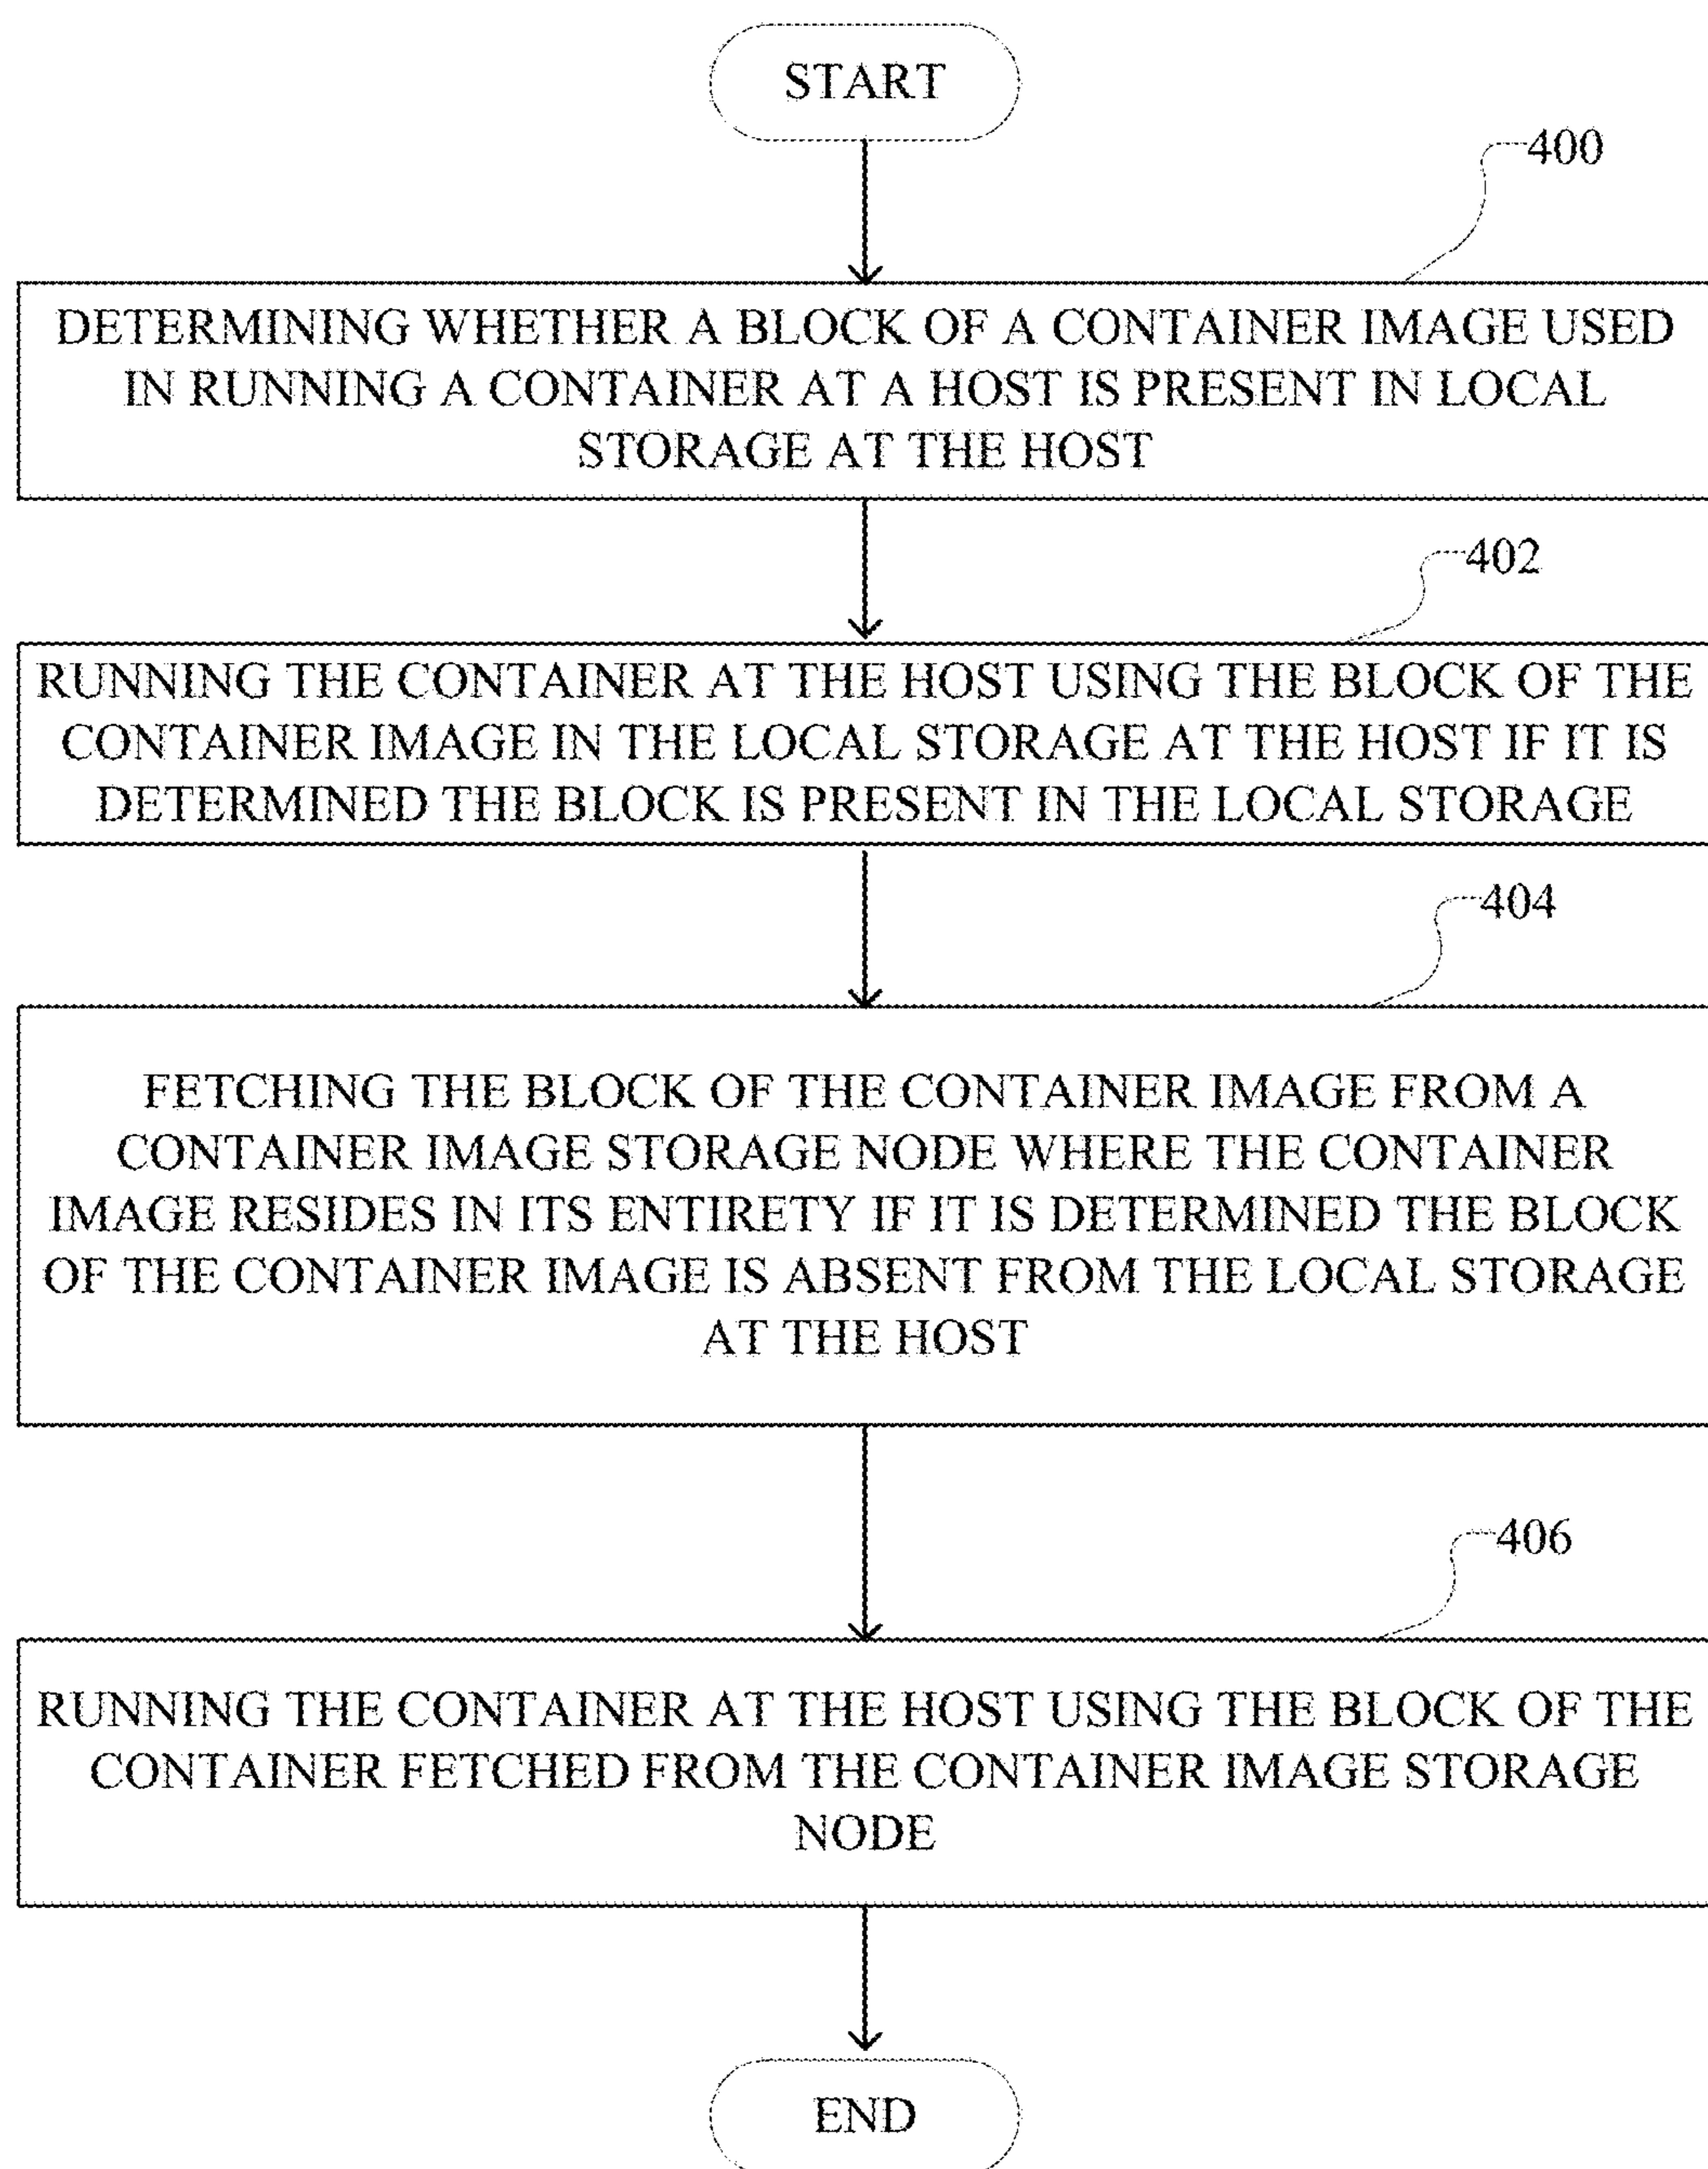 START
400
DETERMINING WHETHER A BLOCK OF A CONTAINER IMAGE USED
IN RUNNING A CONTAINER AT A HOST IS PRESENT IN LOCAL
STORAGE AT THE HOST
402
RUNNING THE CONTAINER AT THE HOST USING THE BLOCK OF THE
CONTAINER IMAGE IN THE LOCAL STORAGE AT THE HOST IF IT IS
DETERMINED THE BLOCK IS PRESENT IN THE LOCAL STORAGE
404
FETCHING THE BLOCK OF THE CONTAINER IMAGE FROM A
CONTAINER IMAGE STORAGE NODE WHERE THE CONTAINER
IMAGE RESIDES IN ITS ENTIRETY IF IT IS DETERMINED THE BLOCK
OF THE CONTAINER IMAGE IS ABSENT FROM THE LOCAL STORAGE
AT THE HOST
406
RUNNING THE CONTAINER AT THE HOST USING THE BLOCK OF THE
CONTAINER FETCHED FROM THE CONTAINER IMAGE STORAGE
NODE
END